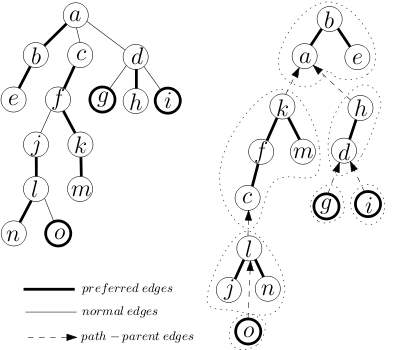 a
b c d
e f g h i
j k
l m
n o
b
a e
k h
f m d
c g i
l
j n
o
preferred edges
normal edges
path - parent edges